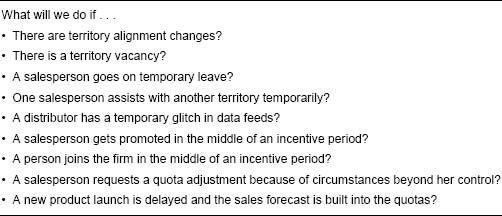 What will we do if . . .
• There are territory alignment changes?
• There is a territory vacancy?
• A salesperson goes on temporary leave?
• One salesperson assists with another territory temporarily?
• A distributor has a temporary glitch in data feeds?
• A salesperson gets promoted in the middle of an incentive period?
• A person joins the firm in the middle of an incentive period?
• A salesperson requests a quota adjustment because of circumstances beyond her control?
• A new product launch is delayed and the sales forecast is built into the quotas?